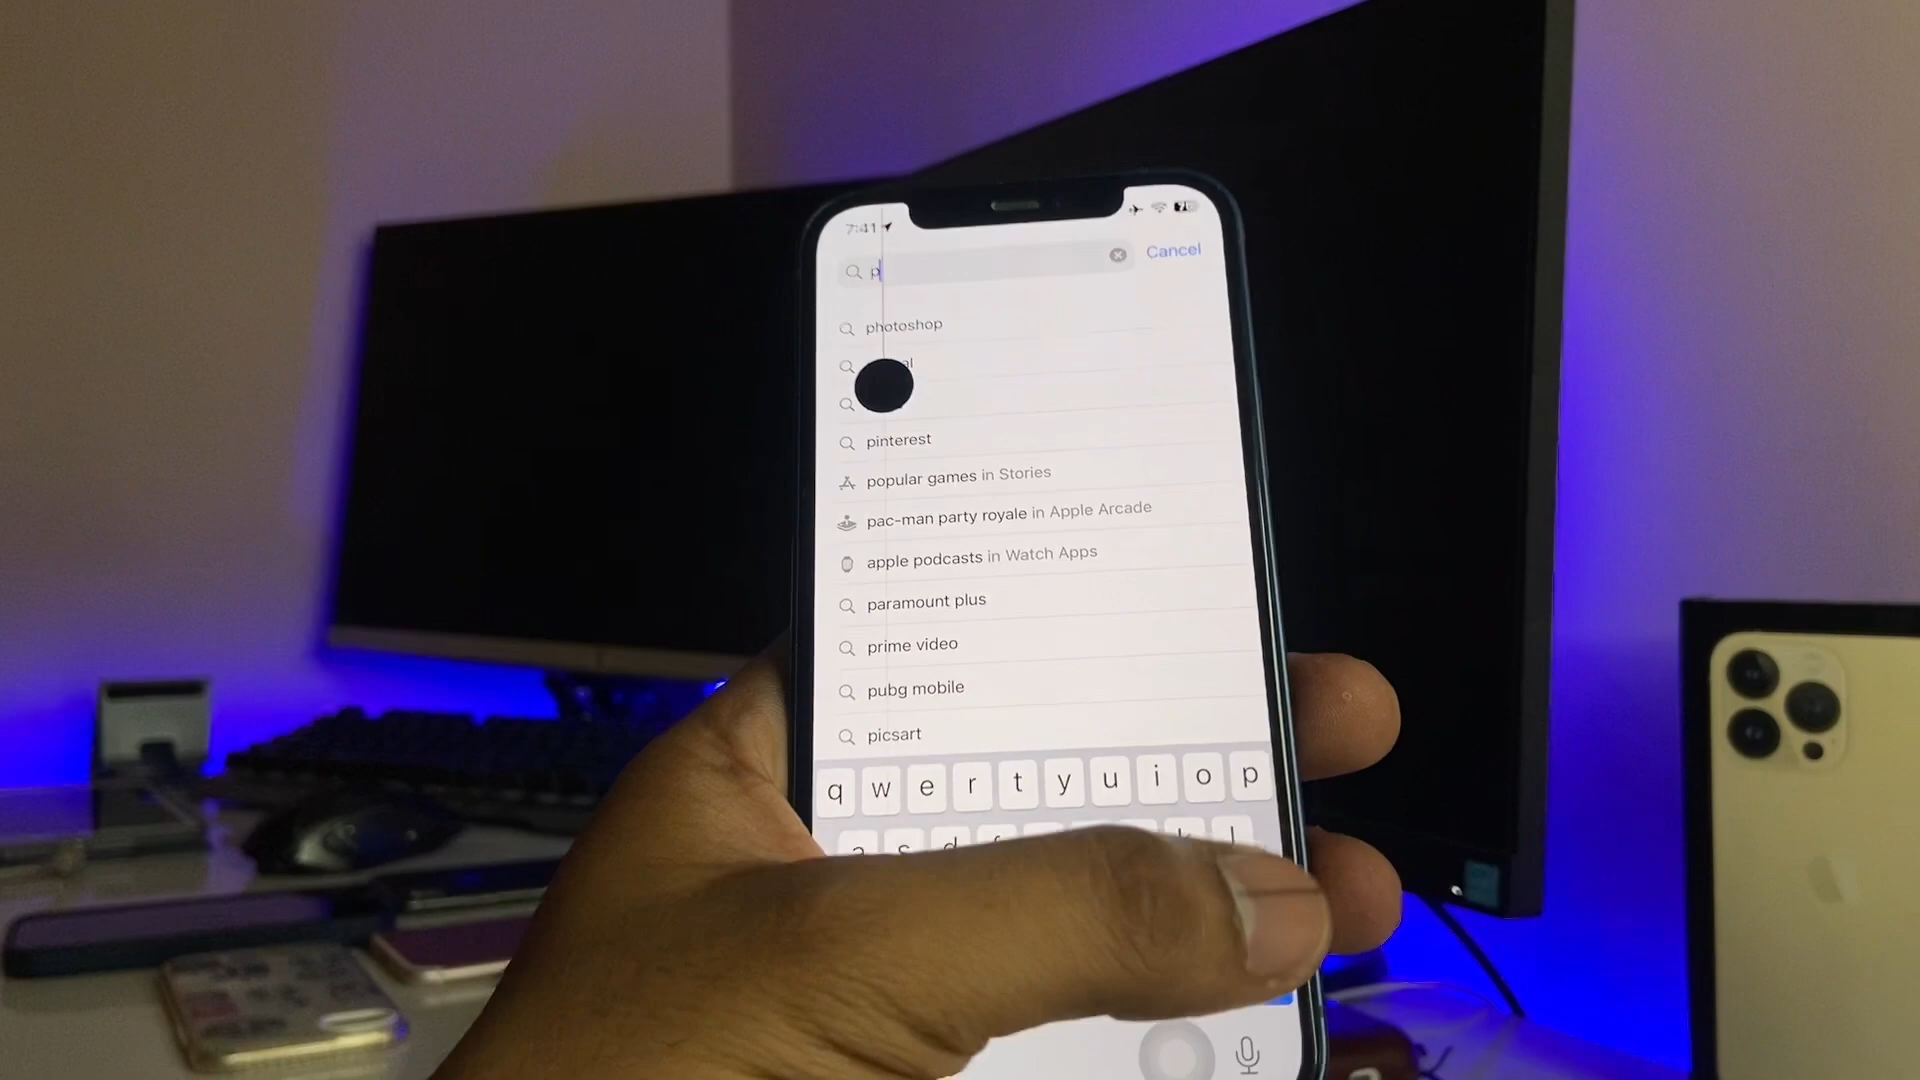 7:41
p
Cancel
photoshop
pinterest
popular games in Stories
pac-man party royale in Apple Arcade
apple podcasts in Watch Apps
paramount plus
prime video
pubg mobile
picsart
q w e r t y u i o p
a s d f k l